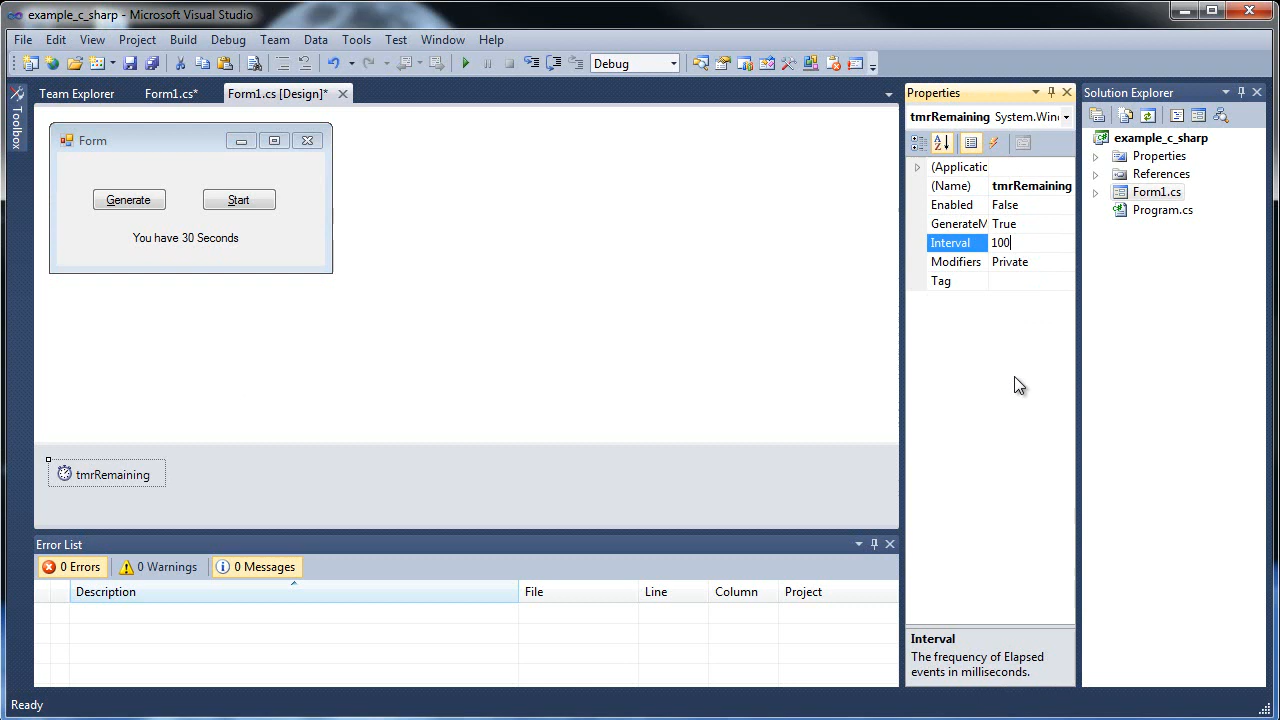 example_c_sharp - Microsoft Visual Studio
File Edit View Project Build Debug Team Data Tools Test Window Help
Debug
Toolbox
Team Explorer Form1.cs* Form1.cs [Design]*
Form
Generate Start
You have 30 Seconds
tmrRemaining
Properties
tmrRemaining System.Win
(Applicatic
(Name) tmrRemaining
Enabled False
GenerateM True
Interval 100
Modifiers Private
Tag
Interval
The frequency of Elapsed
events in milliseconds.
Solution Explorer
example_c_sharp
Properties
References
Form1.cs
Program.cs
Error List
0 Errors 0 Warnings 0 Messages
Description File Line Column Project
Ready